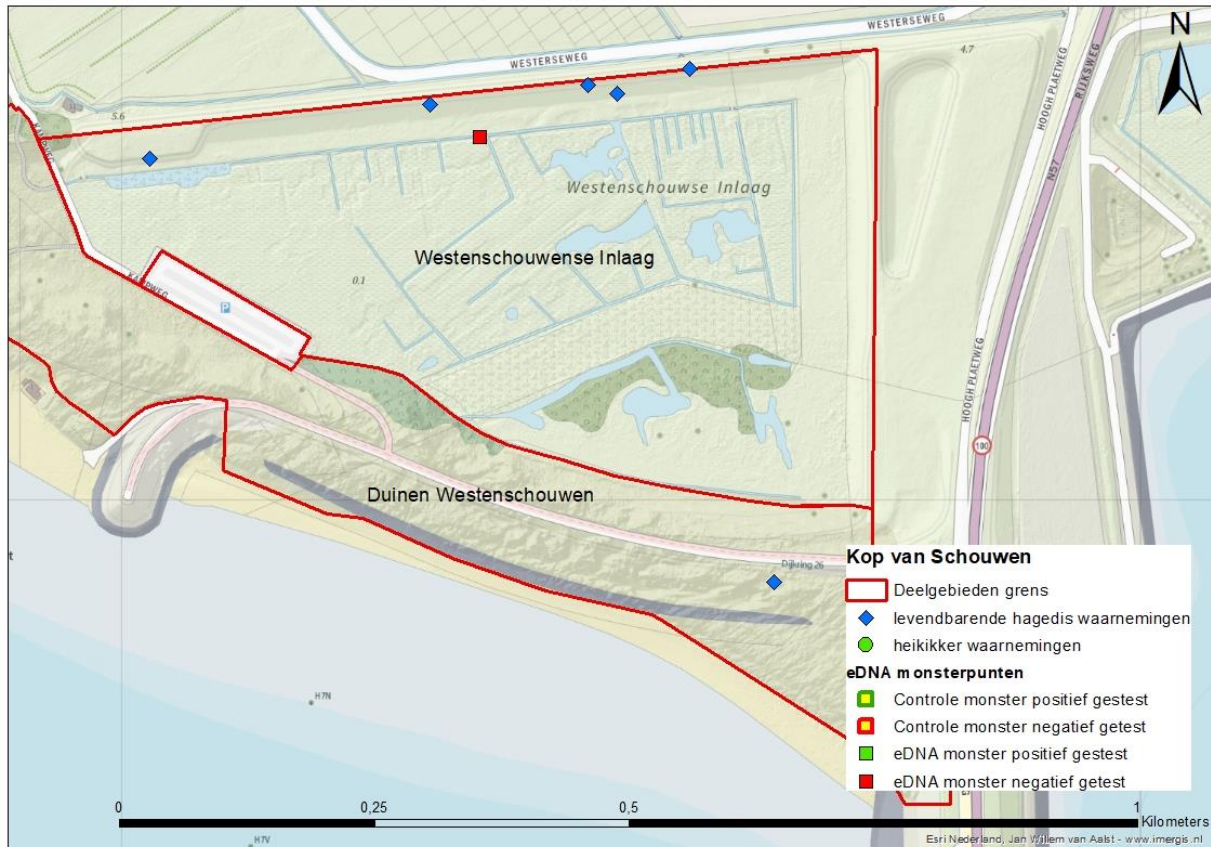 WESTERSEWEG
WESTERSEWEG
4.7
N
HOOGH PLAETWEG
RIJKSWEG
N57
5.6
KAMPWEG
Westenschouwse Inlaag
Westenschouwense Inlaag
0.1
KAMPWEG
P
HOOGH PLAETWEG
100
Duinen Westenschouwen
Dijkring 26
Kop van Schouwen
Deelgebieden grens
levendbarende hagedis waarnemingen
heikikker waarnemingen
eDNA monsterpunten
Controle monster positief gestest
Controle monster negatief getest
eDNA monster positief gestest
eDNA monster negatief getest
H7N
0 0,25 0,5 1
Kilometers
H7V
Esri Nederland, Jan Willem van Aalst - www.imergis.nl